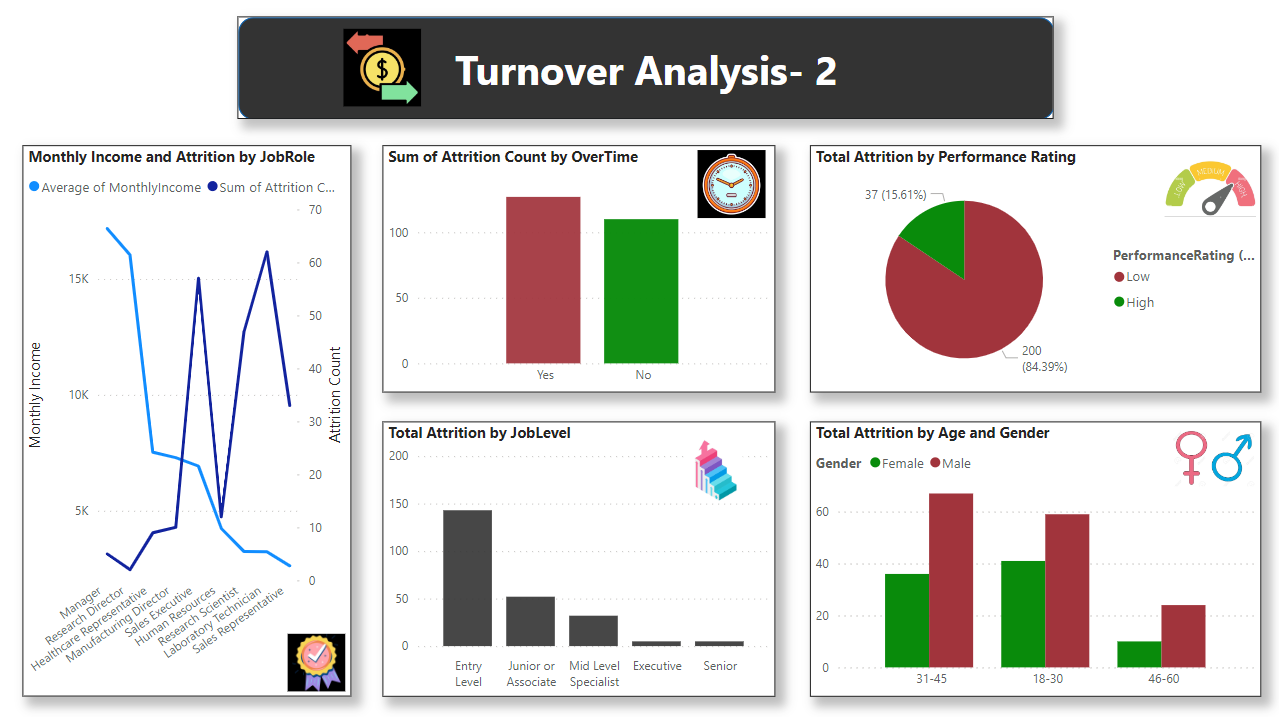 Turnover Analysis- 2
Monthly Income and Attrition by JobRole
Average of MonthlyIncome Sum of Attrition C...
70
60
50
40
30
20
10
0
15K
10K
5K
Monthly Income
Attrition Count
Manager
Research Director
Healthcare Representative
Manufacturing Director
Sales Executive
Human Resources
Research Scientist
Laboratory Technician
Sales Representative
Sum of Attrition Count by OverTime
100
50
0
Yes No
Total Attrition by Performance Rating
LOW MEDIUM HIGH
37 (15.61%)
200
(84.39%)
PerformanceRating (...
Low
High
Total Attrition by JobLevel
200
150
100
50
0
Entry
Level
Junior or
Associate
Mid Level
Specialist
Executive
Senior
Total Attrition by Age and Gender
Gender Female Male
60
40
20
0
31-45 18-30 46-60